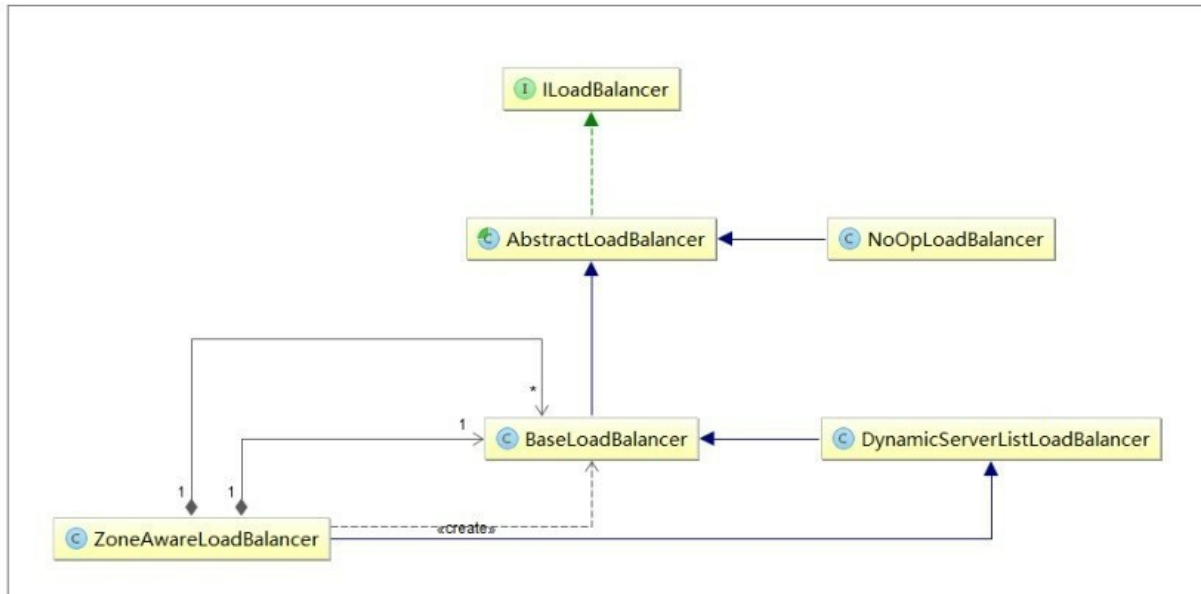 I ILoadBalancer
C AbstractLoadBalancer
C NoOpLoadBalancer
*
1
C BaseLoadBalancer
C DynamicServerListLoadBalancer
1
1
«create»
C ZoneAwareLoadBalancer